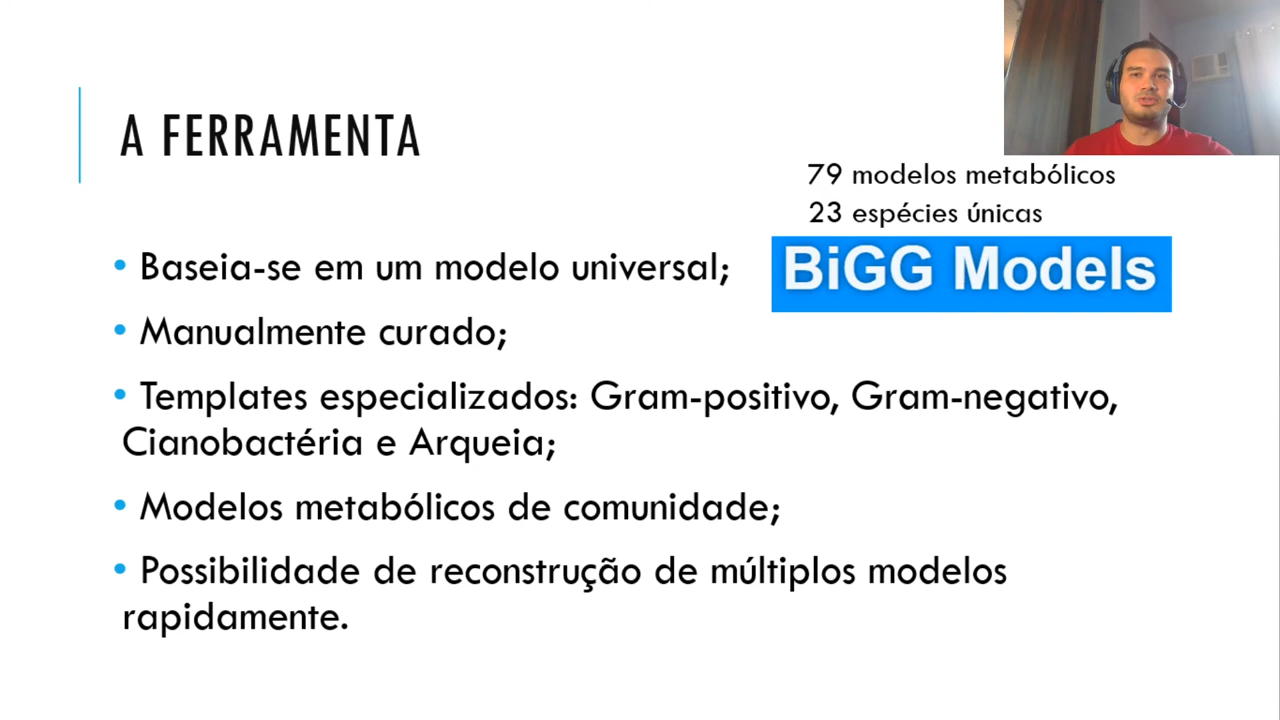 A FERRAMENTA
79 modelos metabólicos
23 espécies únicas
BiGG Models
• Baseia-se em um modelo universal;
• Manualmente curado;
• Templates especializados: Gram-positivo, Gram-negativo,
Cianobactéria e Arqueia;
• Modelos metabólicos de comunidade;
• Possibilidade de reconstrução de múltiplos modelos
rapidamente.